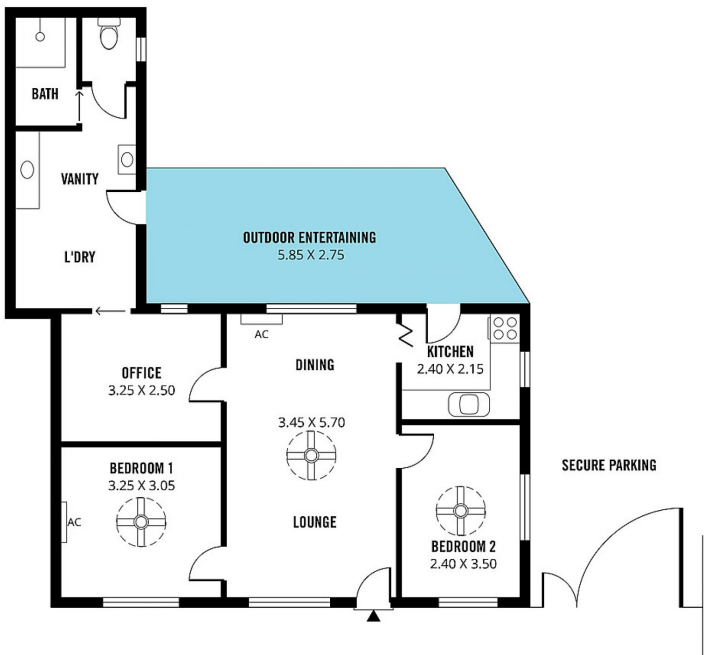 BATH
VANITY
L'DRY
OUTDOOR ENTERTAINING
5.85 X 2.75
AC
DINING
KITCHEN
2.40 X 2.15
OFFICE
3.25 X 2.50
3.45 X 5.70
BEDROOM 1
3.25 X 3.05
AC
LOUNGE
BEDROOM 2
2.40 X 3.50
SECURE PARKING